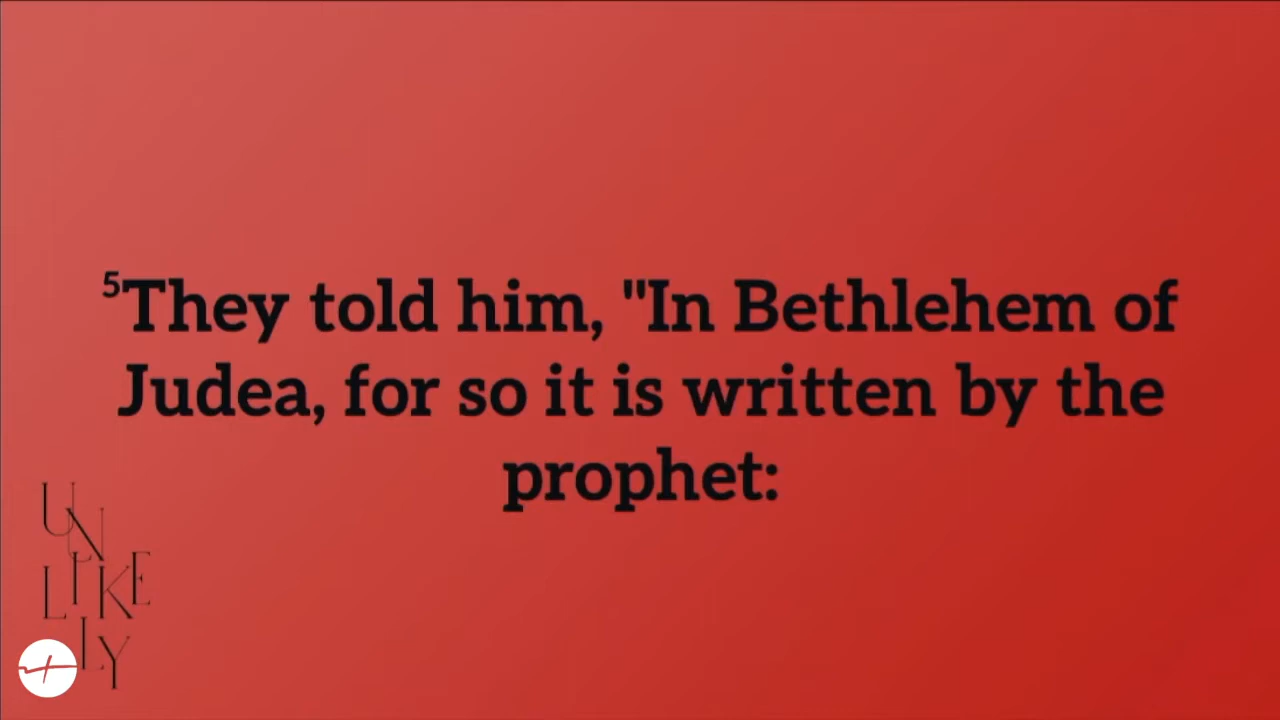 ⁵They told him, "In Bethlehem of
Judea, for so it is written by the
prophet:
UN
LIKE
LY